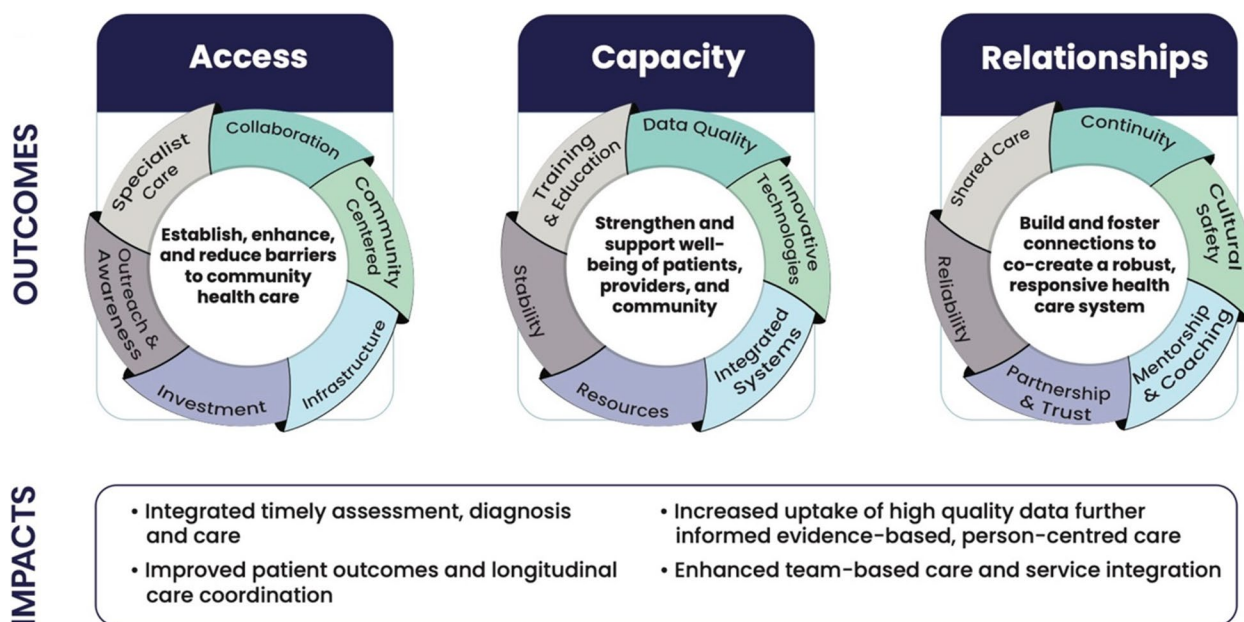 OUTCOMES
Access
Specialist
Care
Collaboration
Community
Centered
Infrastructure
Investment
Outreach &
Awareness
Establish, enhance,
and reduce barriers
to community
health care
Capacity
Training
& Education
Data Quality
Innovative
Technologies
Integrated
Systems
Resources
Stability
Strengthen and
support well-
being of patients,
providers, and
community
Relationships
Shared Care
Continuity
Cultural
Safety
Mentorship
& Coaching
Partnership
& Trust
Reliability
Build and foster
connections to
co-create a robust,
responsive health
care system
IMPACTS
• Integrated timely assessment, diagnosis
and care
• Improved patient outcomes and longitudinal
care coordination
• Increased uptake of high quality data further
informed evidence-based, person-centred care
• Enhanced team-based care and service integration